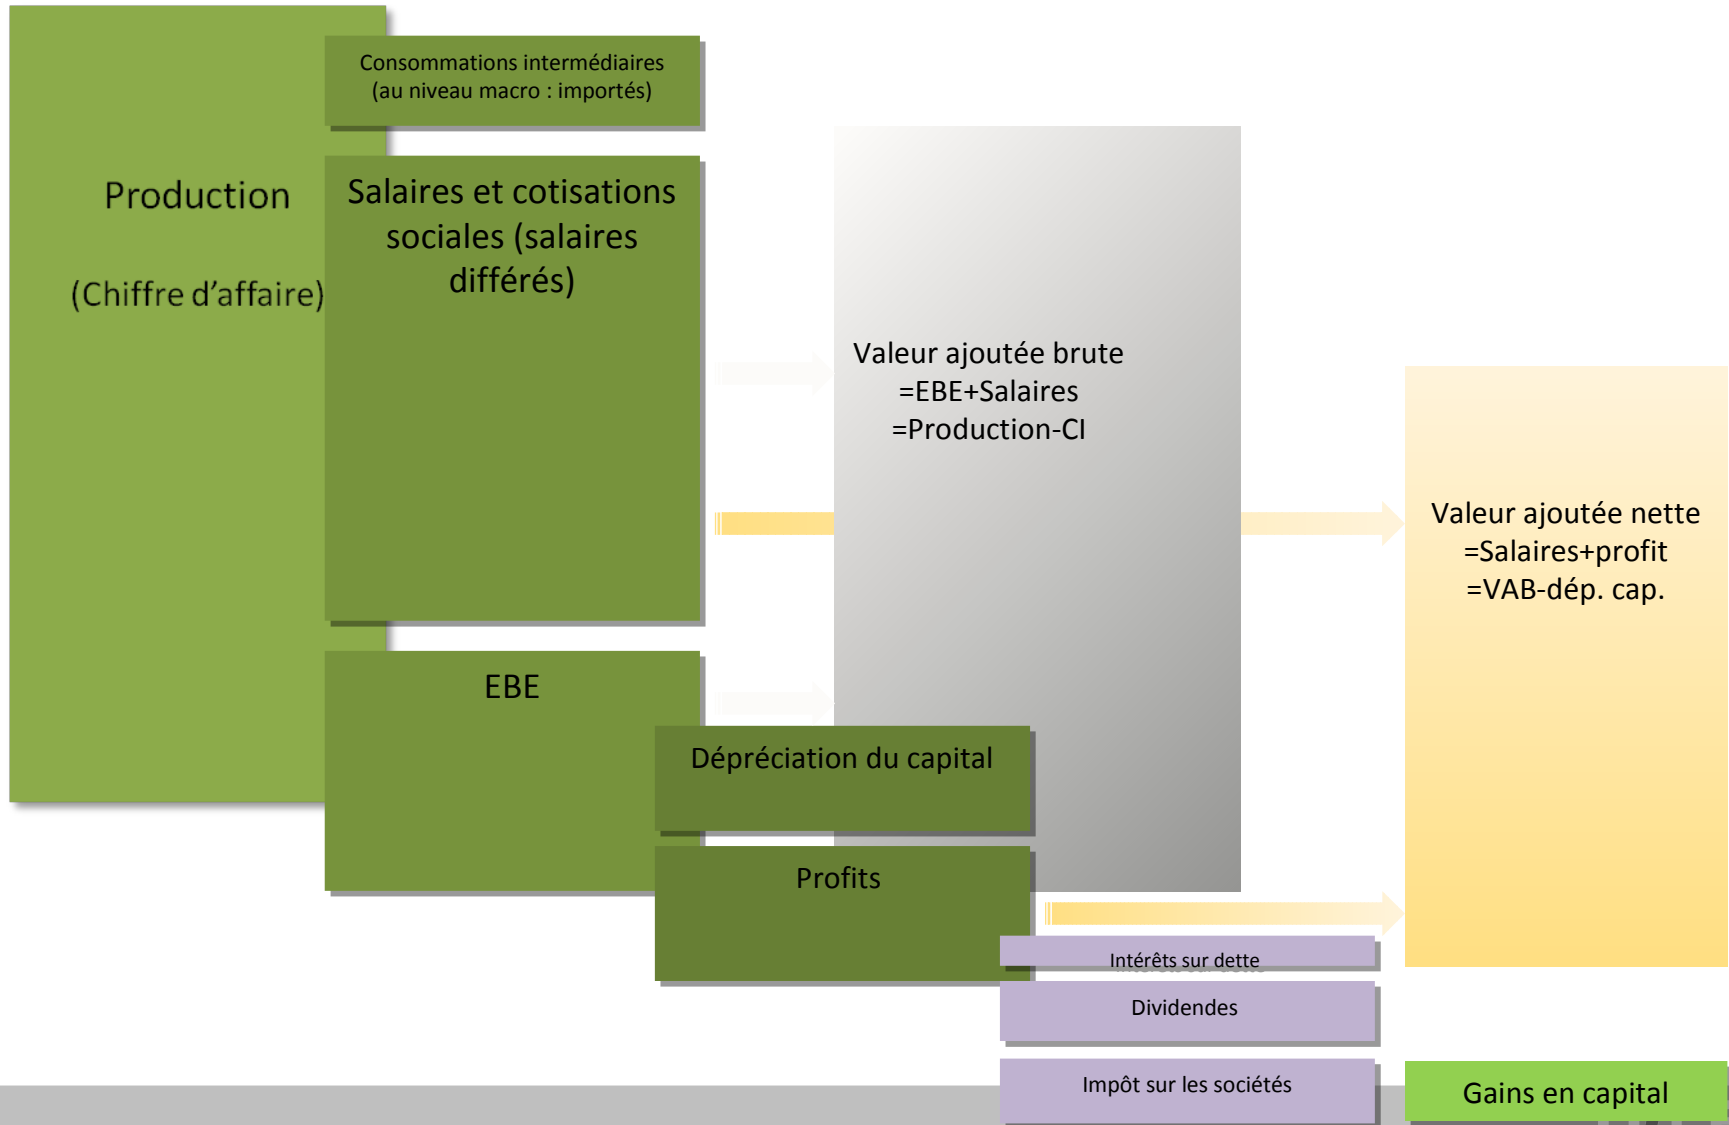 Production
(Chiffre d'affaire)
Consommations intermédiaires
(au niveau macro : importés)
Salaires et cotisations
sociales (salaires
différés)
EBE
Dépréciation du capital
Profits
Intérêts sur dette
Dividendes
Impôt sur les sociétés
Valeur ajoutée brute
=EBE+Salaires
=Production-CI
Valeur ajoutée nette
=Salaires+profit
=VAB-dép. cap.
Gains en capital